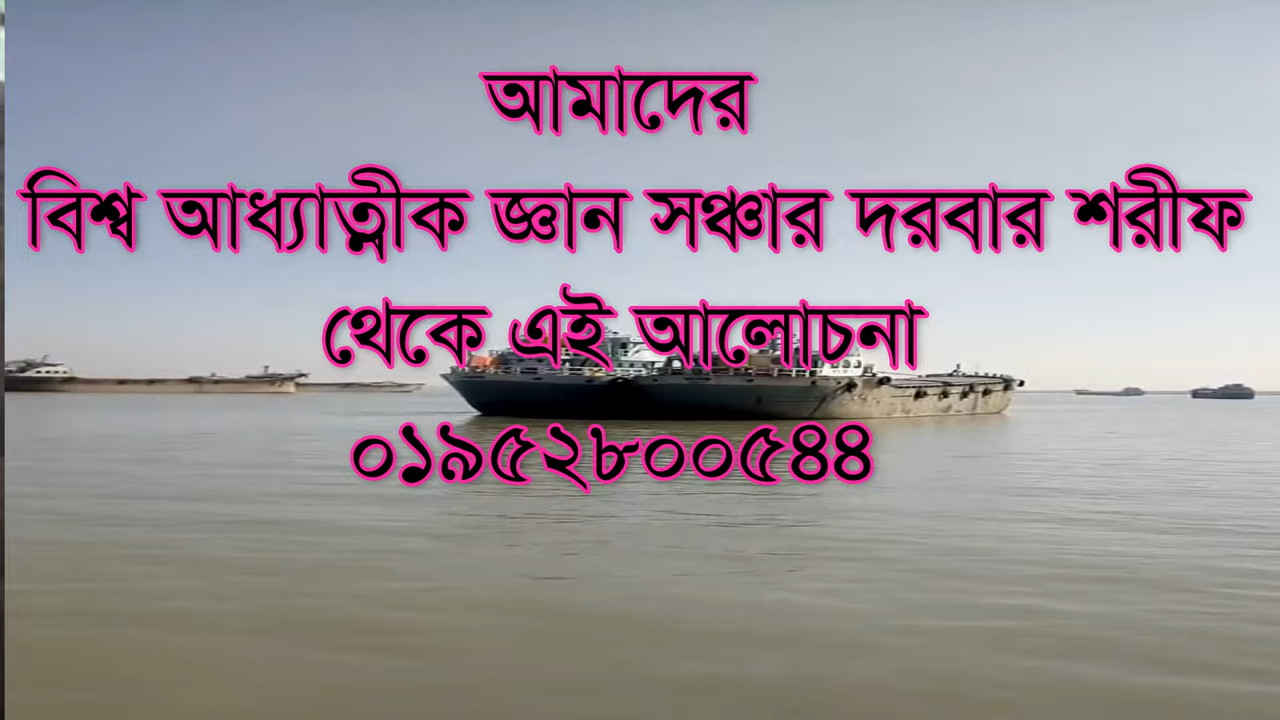 আমাদের
বিশ্ব আধ্যাত্নীক জ্ঞান সঞ্চার দরবার শরীফ
থেকে এই আলোচনা
০১৯৫২৮০০৫৪৪